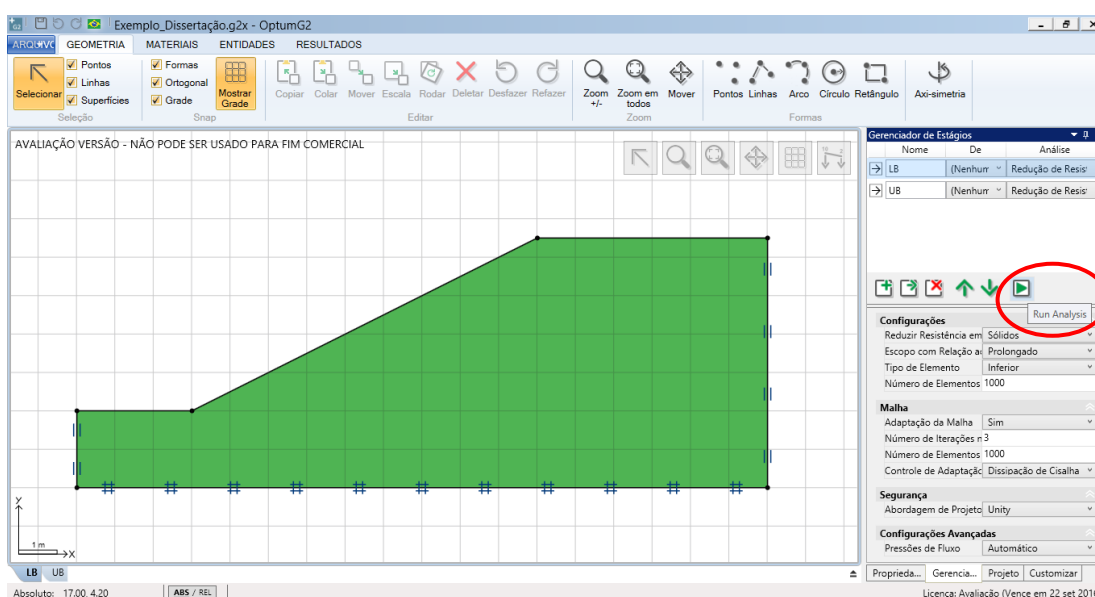 Exemplo_Dissertação.g2x - OptumG2
ARQUIVO GEOMETRIA MATERIAIS ENTIDADES RESULTADOS
Selecionar
Pontos
Linhas
Superfícies
Seleção
Formas
Ortogonal
Grade
Mostrar Grade
Snap
Copiar Colar Mover Escala Rodar Deletar Desfazer Refazer
Editar
Zoom +/-
Zoom em todos
Mover
Zoom
Pontos Linhas Arco Círculo Retângulo
Formas
Axi-simetria
AVALIAÇÃO VERSÃO - NÃO PODE SER USADO PARA FIM COMERCIAL
Gerenciador de Estágios
Nome De Análise
LB (Nenhum Redução de Resis
UB (Nenhum Redução de Resis
Run Analysis
Configurações
Reduzir Resistência em Sólidos
Escopo com Relação a Prolongado
Tipo de Elemento Inferior
Número de Elementos 1000
Malha
Adaptação da Malha Sim
Número de Iterações n 3
Número de Elementos 1000
Controle de Adaptação Dissipação de Cisalha
Segurança
Abordagem de Projeto Unity
Configurações Avançadas
Pressões de Fluxo Automático
y
1 m
x
LB UB
Proprieda... Gerencia... Projeto Customizar
Absoluto: 17.00, 4.20
ABS / REL
Licença: Avaliação (Vence em 22 set 2016